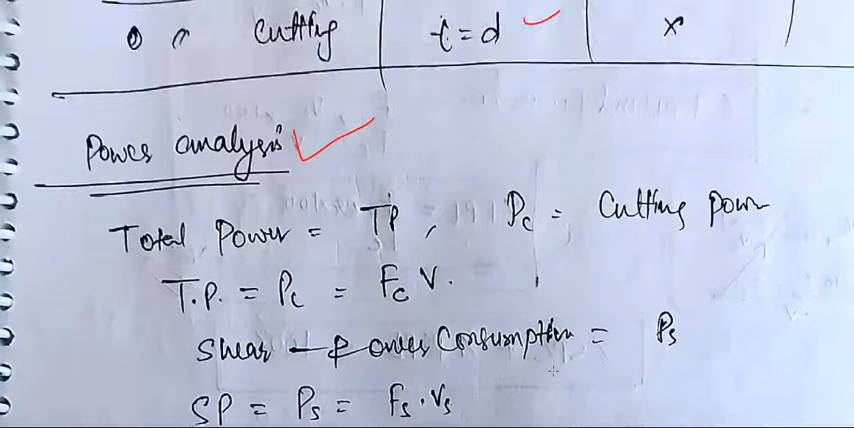 Cutting t=d ×
Power analysis
Total Power = TP, Pc = Cutting power
T.P. = Pc = Fc V.
Shear Power Consumption = Ps
SP = Ps = Fs.Vs